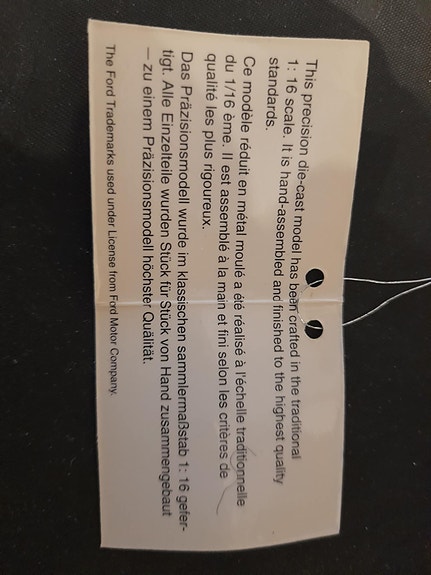 This precision die-cast model has been crafted in the traditional
1: 16 scale. It is hand-assembled and finished to the highest quality
standards.
Ce modèle réduit en métal moulé a été réalisé à l'échelle traditionnelle
du 1/16 ème. Il est assemblé à la main et fini selon les critères de
qualité les plus rigoureux.
Das Präzisionsmodell wurde im klassischen sammlermaßstab 1: 16 gefer-
tigt. Alle Einzelteile wurden Stück für Stück von Hand zusammengebaut
— zu einem Präzisionsmodell höchster Quälität.
The Ford Trademarks used under License from Ford Motor Company.